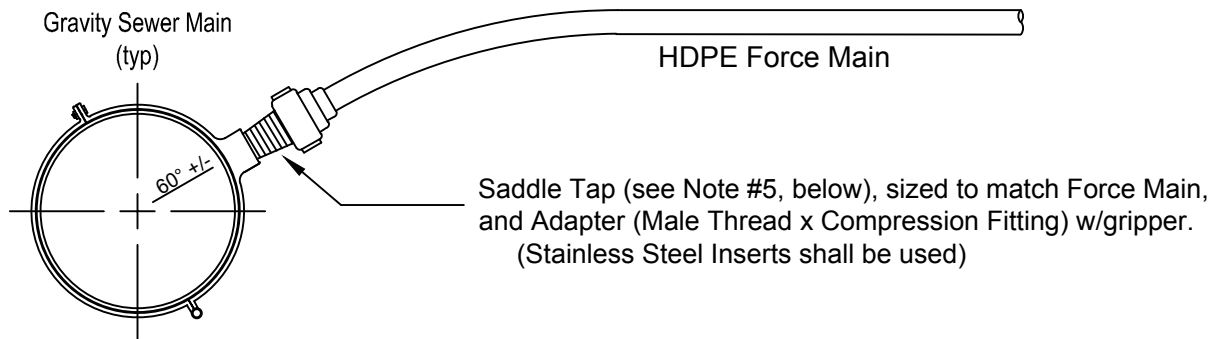 Gravity Sewer Main
(typ)
HDPE Force Main
60° +/-
Saddle Tap (see Note #5, below), sized to match Force Main,
and Adapter (Male Thread x Compression Fitting) w/gripper.
(Stainless Steel Inserts shall be used)